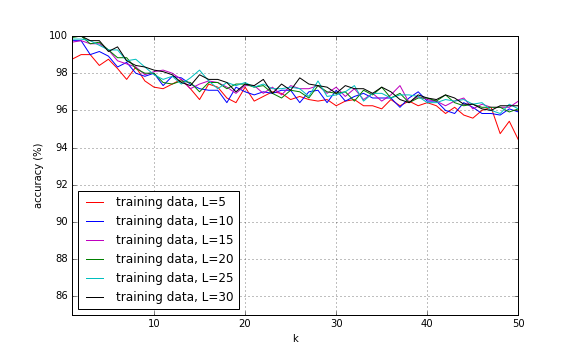 100
98
96
94
92
90
88
86
accuracy (%)
training data, L=5
training data, L=10
training data, L=15
training data, L=20
training data, L=25
training data, L=30
10
20
30
40
50
k